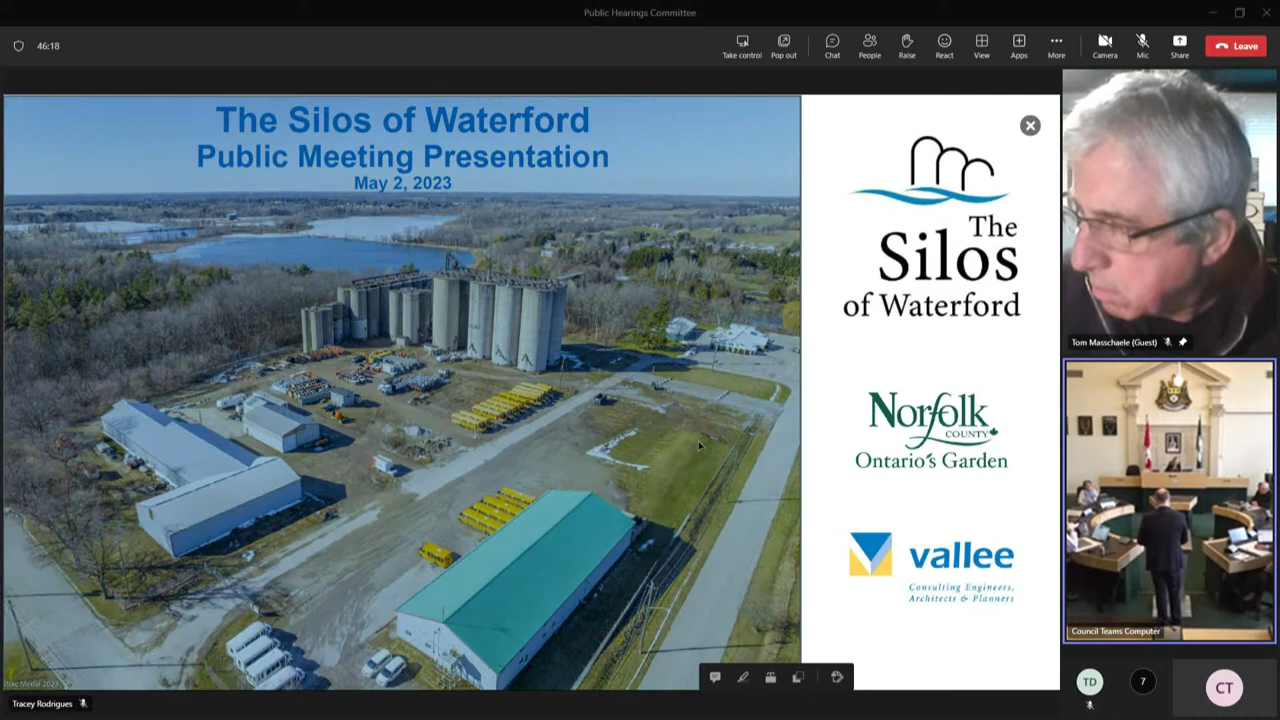 Public Hearings Committee
46:18
Take control
Pop out
Chat
People
Raise
React
View
Apps
More
Camera
Mic
Share
Leave
The Silos of Waterford
Public Meeting Presentation
May 2, 2023
The
Silos
of Waterford
Norfolk
COUNTY
Ontario's Garden
vallee
Consulting Engineers,
Architects & Planners
Media 2023
Tracey Rodrigues
Tom Masschaele (Guest)
Council Teams Computer
TD
7
CT